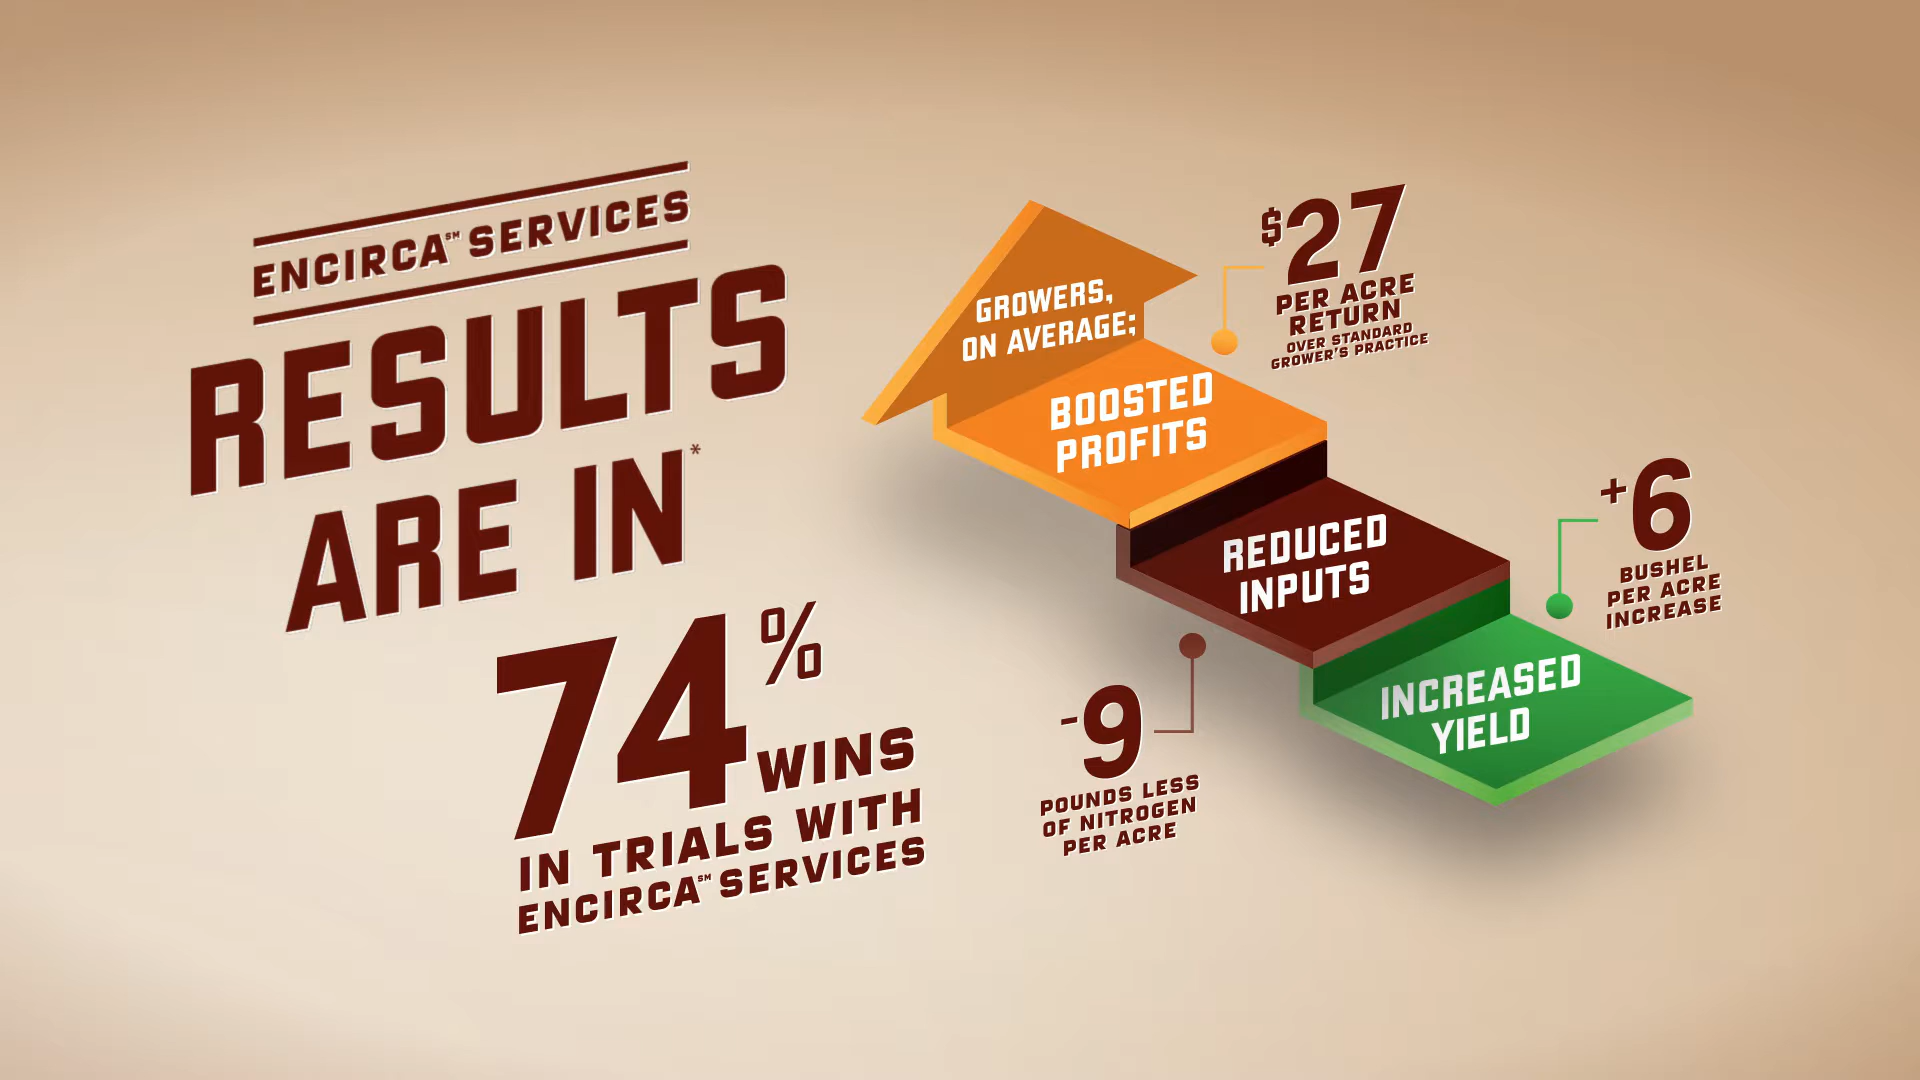 ENCIRCA℠ SERVICES
RESULTS
ARE IN*
74% WINS
IN TRIALS WITH
ENCIRCA℠ SERVICES
GROWERS,
ON AVERAGE;
BOOSTED
PROFITS
$27
PER ACRE
RETURN
OVER STANDARD
GROWER'S PRACTICE
REDUCED
INPUTS
-9
POUNDS LESS
OF NITROGEN
PER ACRE
INCREASED
YIELD
+6
BUSHEL
PER ACRE
INCREASE